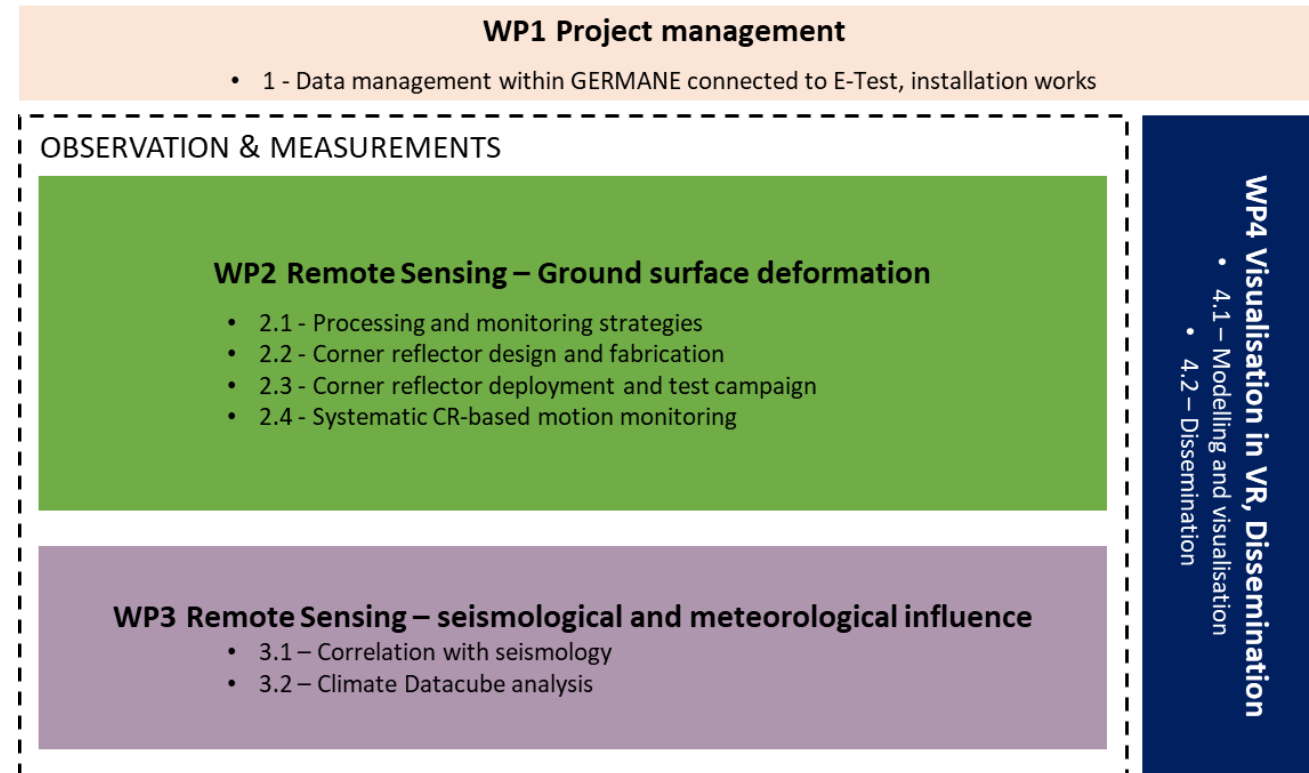 WP1 Project management
• 1 - Data management within GERMANE connected to E-Test, installation works
OBSERVATION & MEASUREMENTS
WP2 Remote Sensing – Ground surface deformation
• 2.1 - Processing and monitoring strategies
• 2.2 - Corner reflector design and fabrication
• 2.3 - Corner reflector deployment and test campaign
• 2.4 - Systematic CR-based motion monitoring
WP3 Remote Sensing – seismological and meteorological influence
• 3.1 – Correlation with seismology
• 3.2 – Climate Datacube analysis
WP4 Visualisation in VR, Dissemination
• 4.1 – Modelling and visualisation
• 4.2 – Dissemination